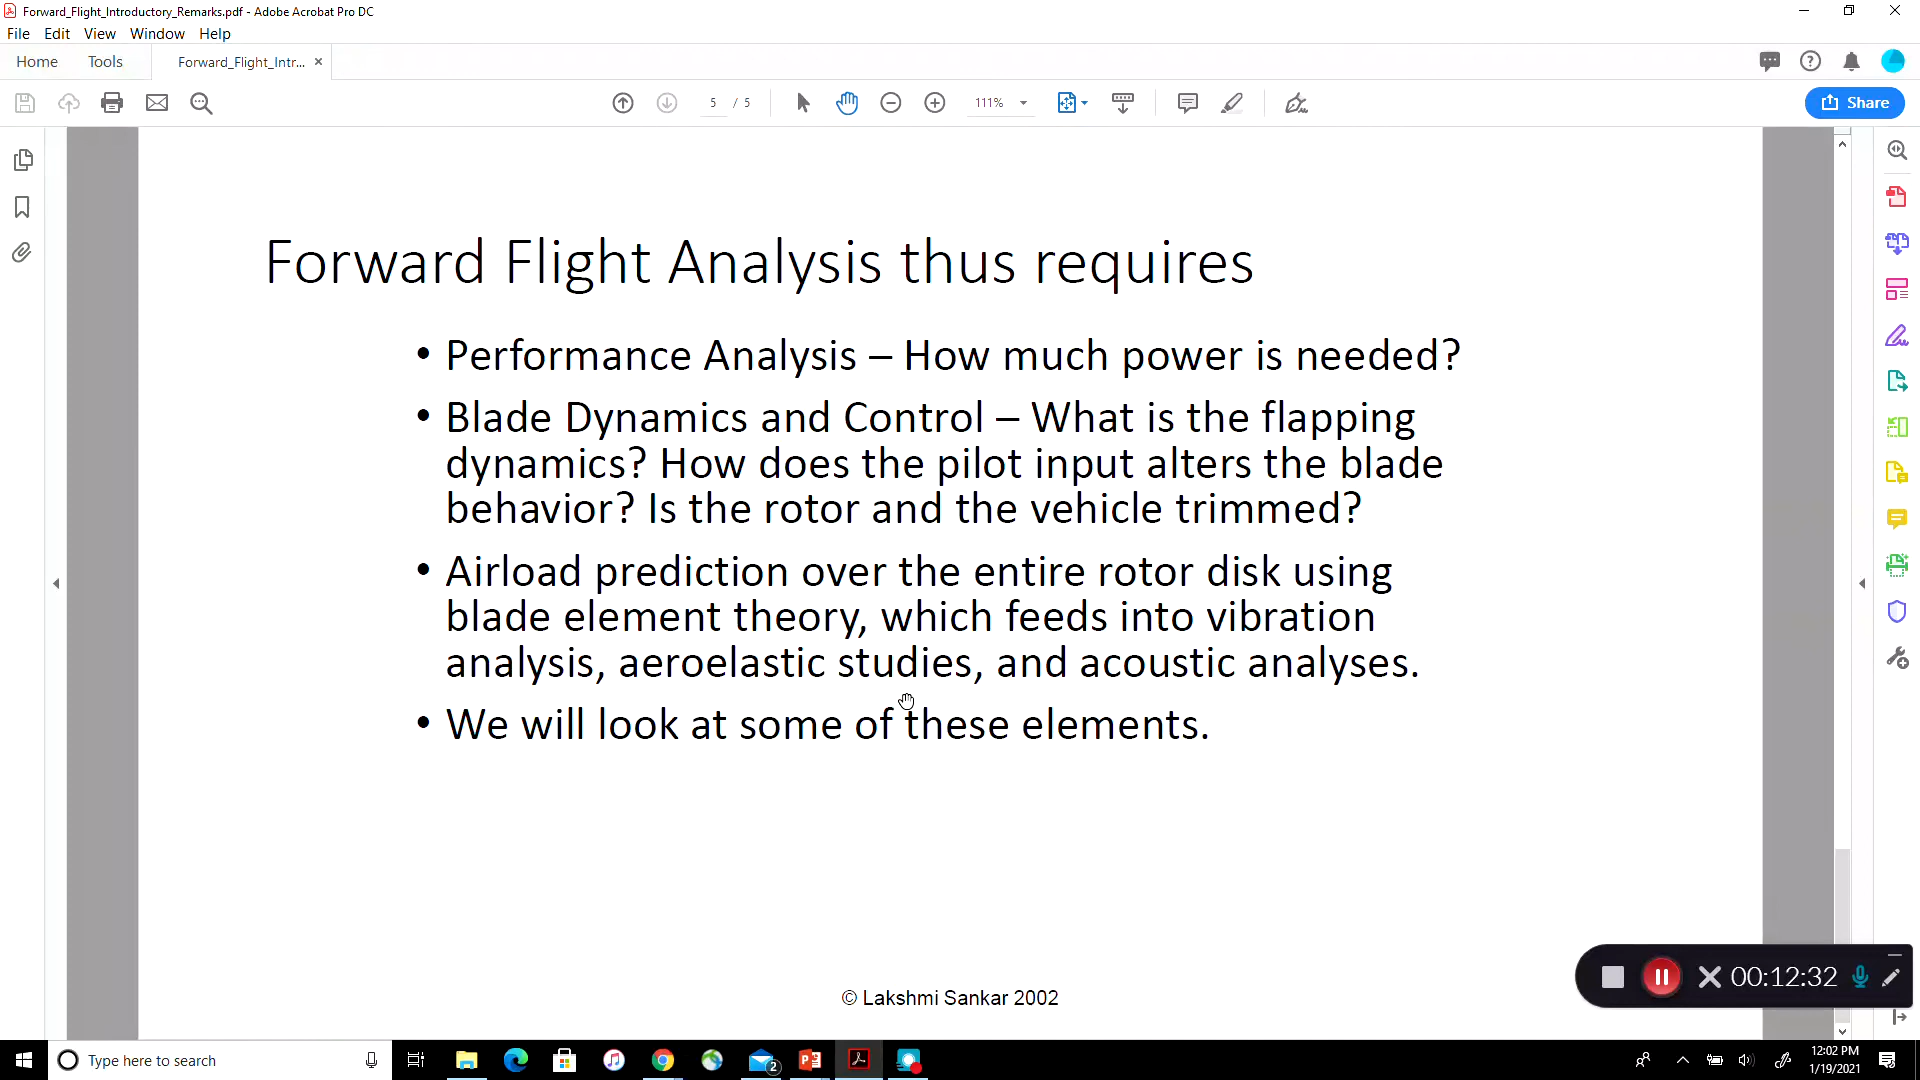 Forward_Flight_Introductory_Remarks.pdf - Adobe Acrobat Pro DC
File Edit View Window Help
Home Tools Forward_Flight_Intr... ×
5 / 5 111% Share
Forward Flight Analysis thus requires
• Performance Analysis – How much power is needed?
• Blade Dynamics and Control – What is the flapping
dynamics? How does the pilot input alters the blade
behavior? Is the rotor and the vehicle trimmed?
• Airload prediction over the entire rotor disk using
blade element theory, which feeds into vibration
analysis, aeroelastic studies, and acoustic analyses.
• We will look at some of these elements.
© Lakshmi Sankar 2002
00:12:32
Type here to search
2
12:02 PM
1/19/2021